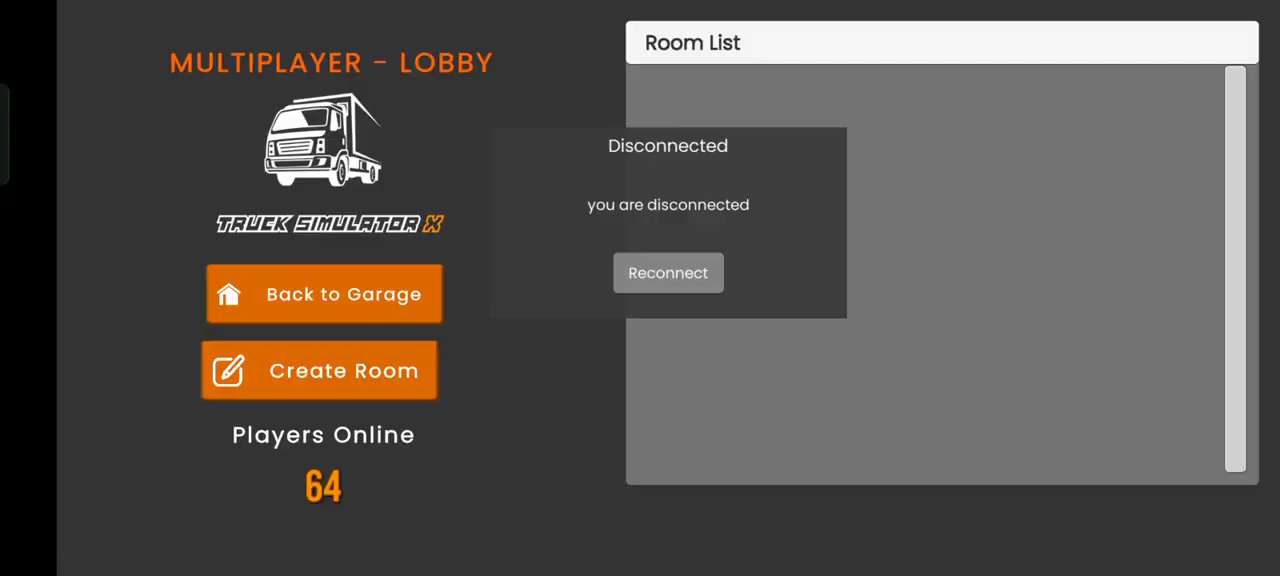 MULTIPLAYER - LOBBY
TRUCK SIMULATOR X
Back to Garage
Create Room
Players Online
64
Room List
Disconnected
you are disconnected
Reconnect